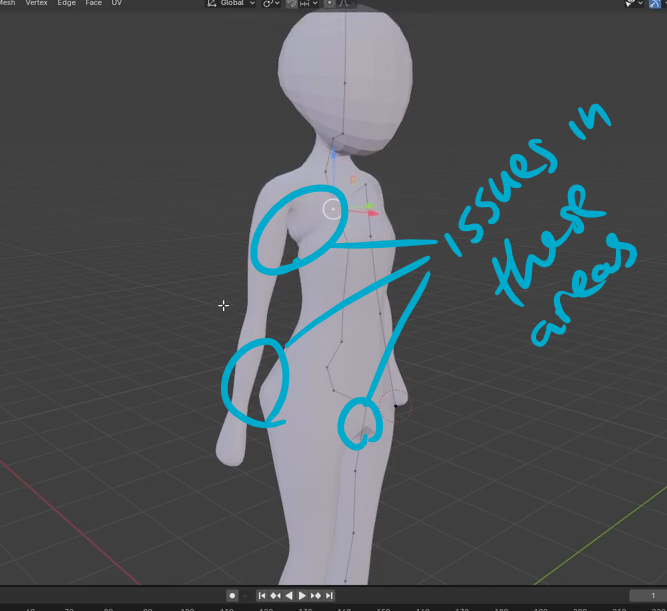 Mesh Vertex Edge Face UV Global
issues in
these
areas
1